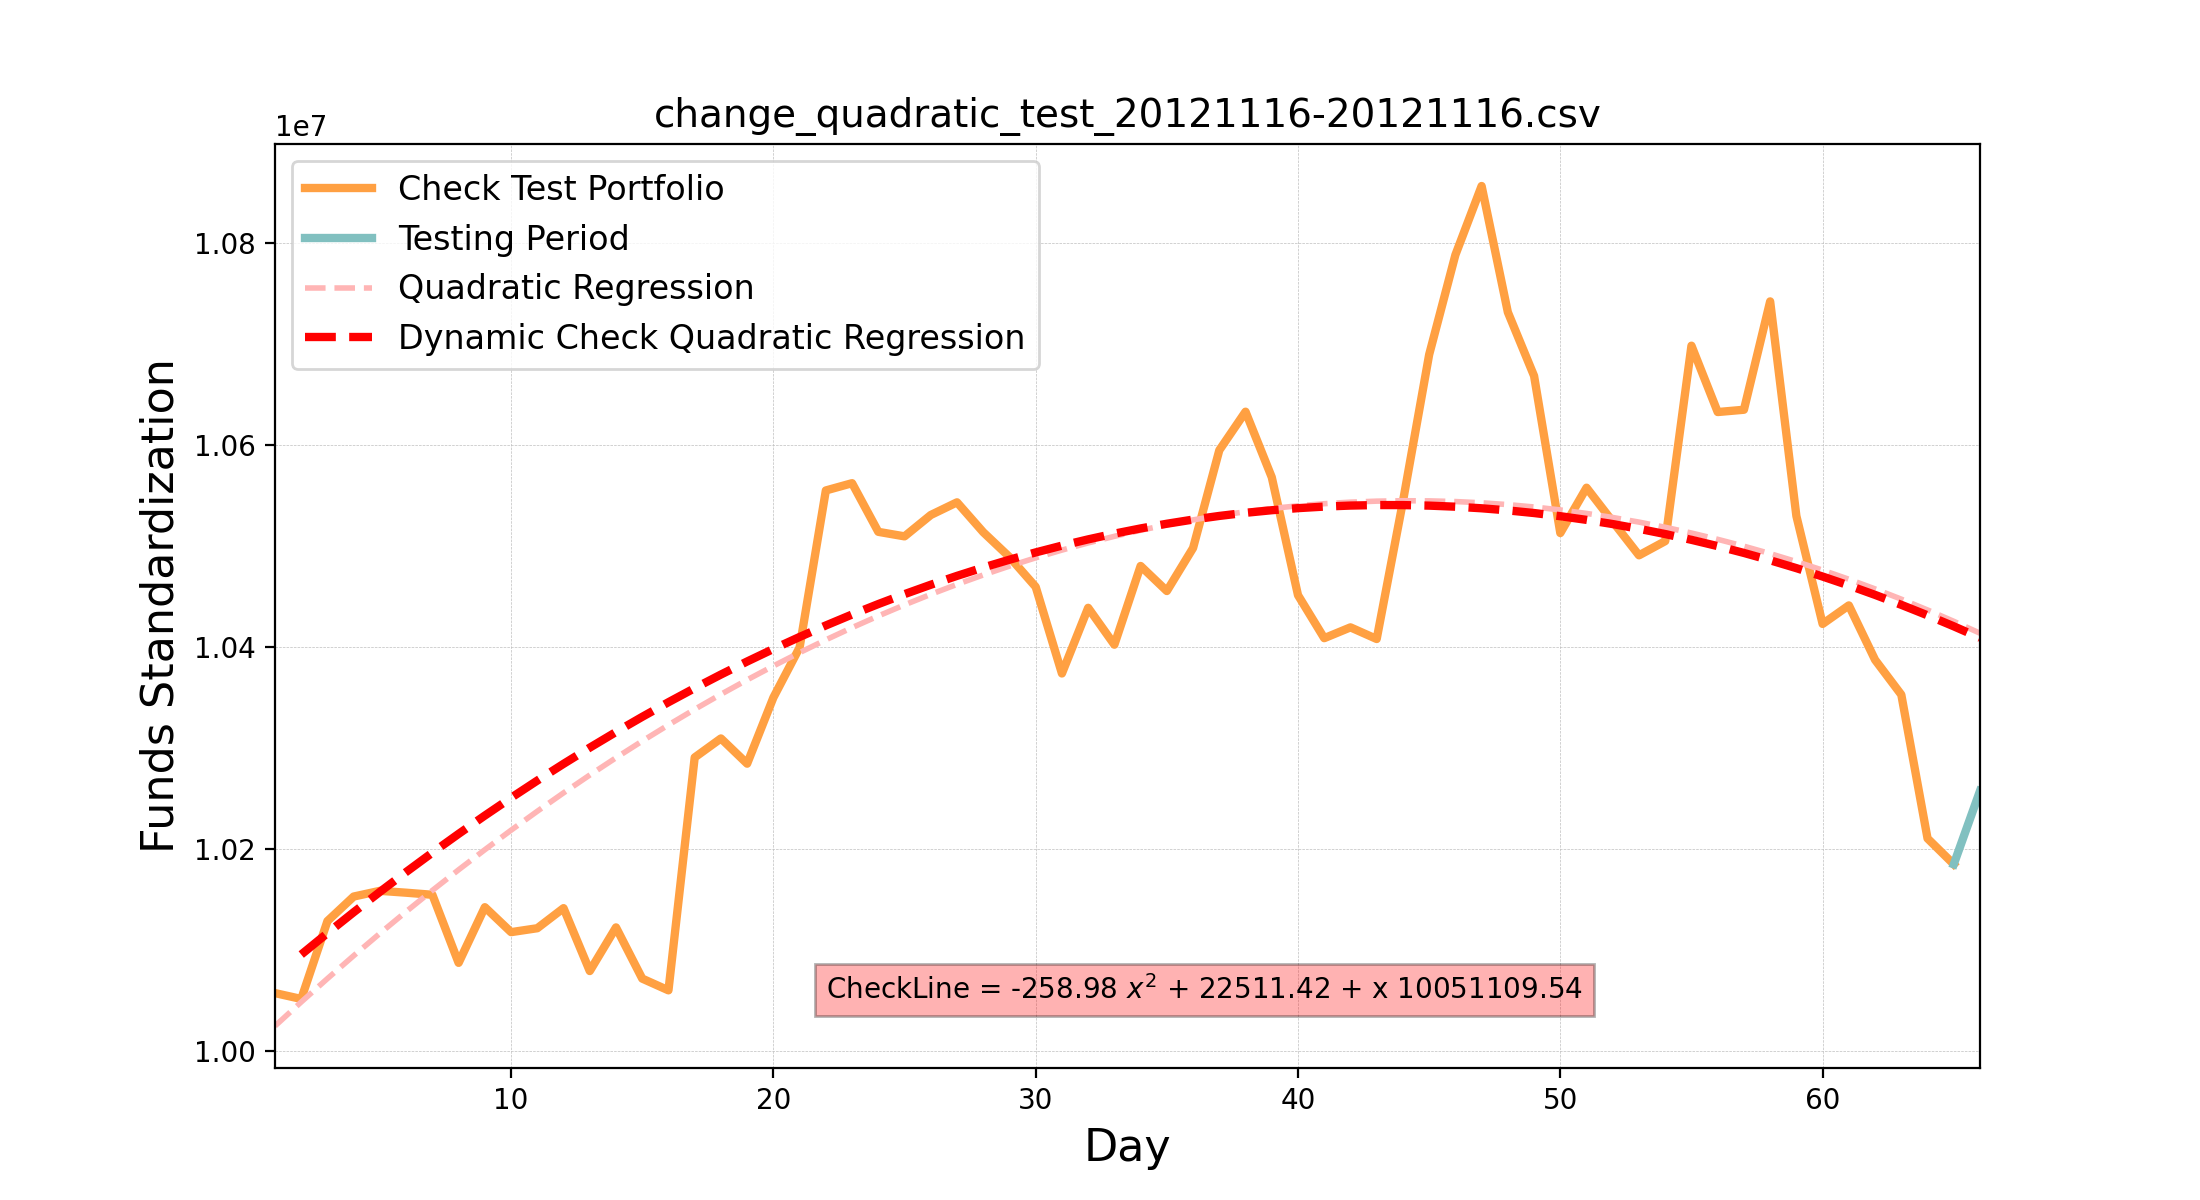 change_quadratic_test_20121116-20121116.csv
1e7
Check Test Portfolio
Testing Period
Quadratic Regression
Dynamic Check Quadratic Regression
Funds Standardization
1.08
1.06
1.04
1.02
1.00
CheckLine = -258.98 x² + 22511.42 + x 10051109.54
10 20 30 40 50 60
Day